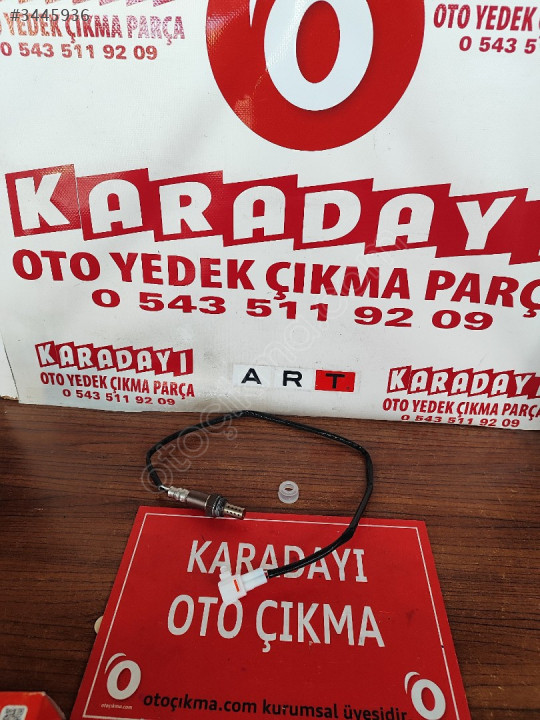 #3445936
OTO YEDEK ÇIKMA PARÇA
0 543 511 92 09
OTO YEDEK
0 543 5
KARADAYI
OTO YEDEK ÇIKMA PARÇ
0 543 511 92 09
KARADAYI
OTO YEDEK ÇIKMA PARÇA
0 543 511 92 09
ART
KARADAYI
OTO YEDEK ÇIKMA PARÇA
0 543 511 92 09
KARADAYI
OTO ÇIKMA
otoçıkma.com kurumsal üyesidir